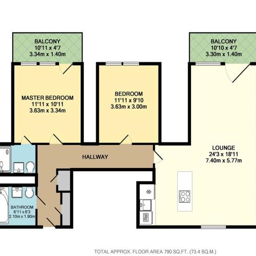 BALCONY
10'11 x 4'7
3.34m x 1.40m
BALCONY
10'10 x 4'7
3.30m x 1.40m
MASTER BEDROOM
11'11 x 10'11
3.63m x 3.34m
BEDROOM
11'11 x 9'10
3.63m x 3.00m
HALLWAY
LOUNGE
24'3 x 18'11
7.40m x 5.77m
BATHROOM
6'11 x 6'3
2.10m x 1.90m
TOTAL APPROX. FLOOR AREA 790 SQ.FT. (73.4 SQ.M.)